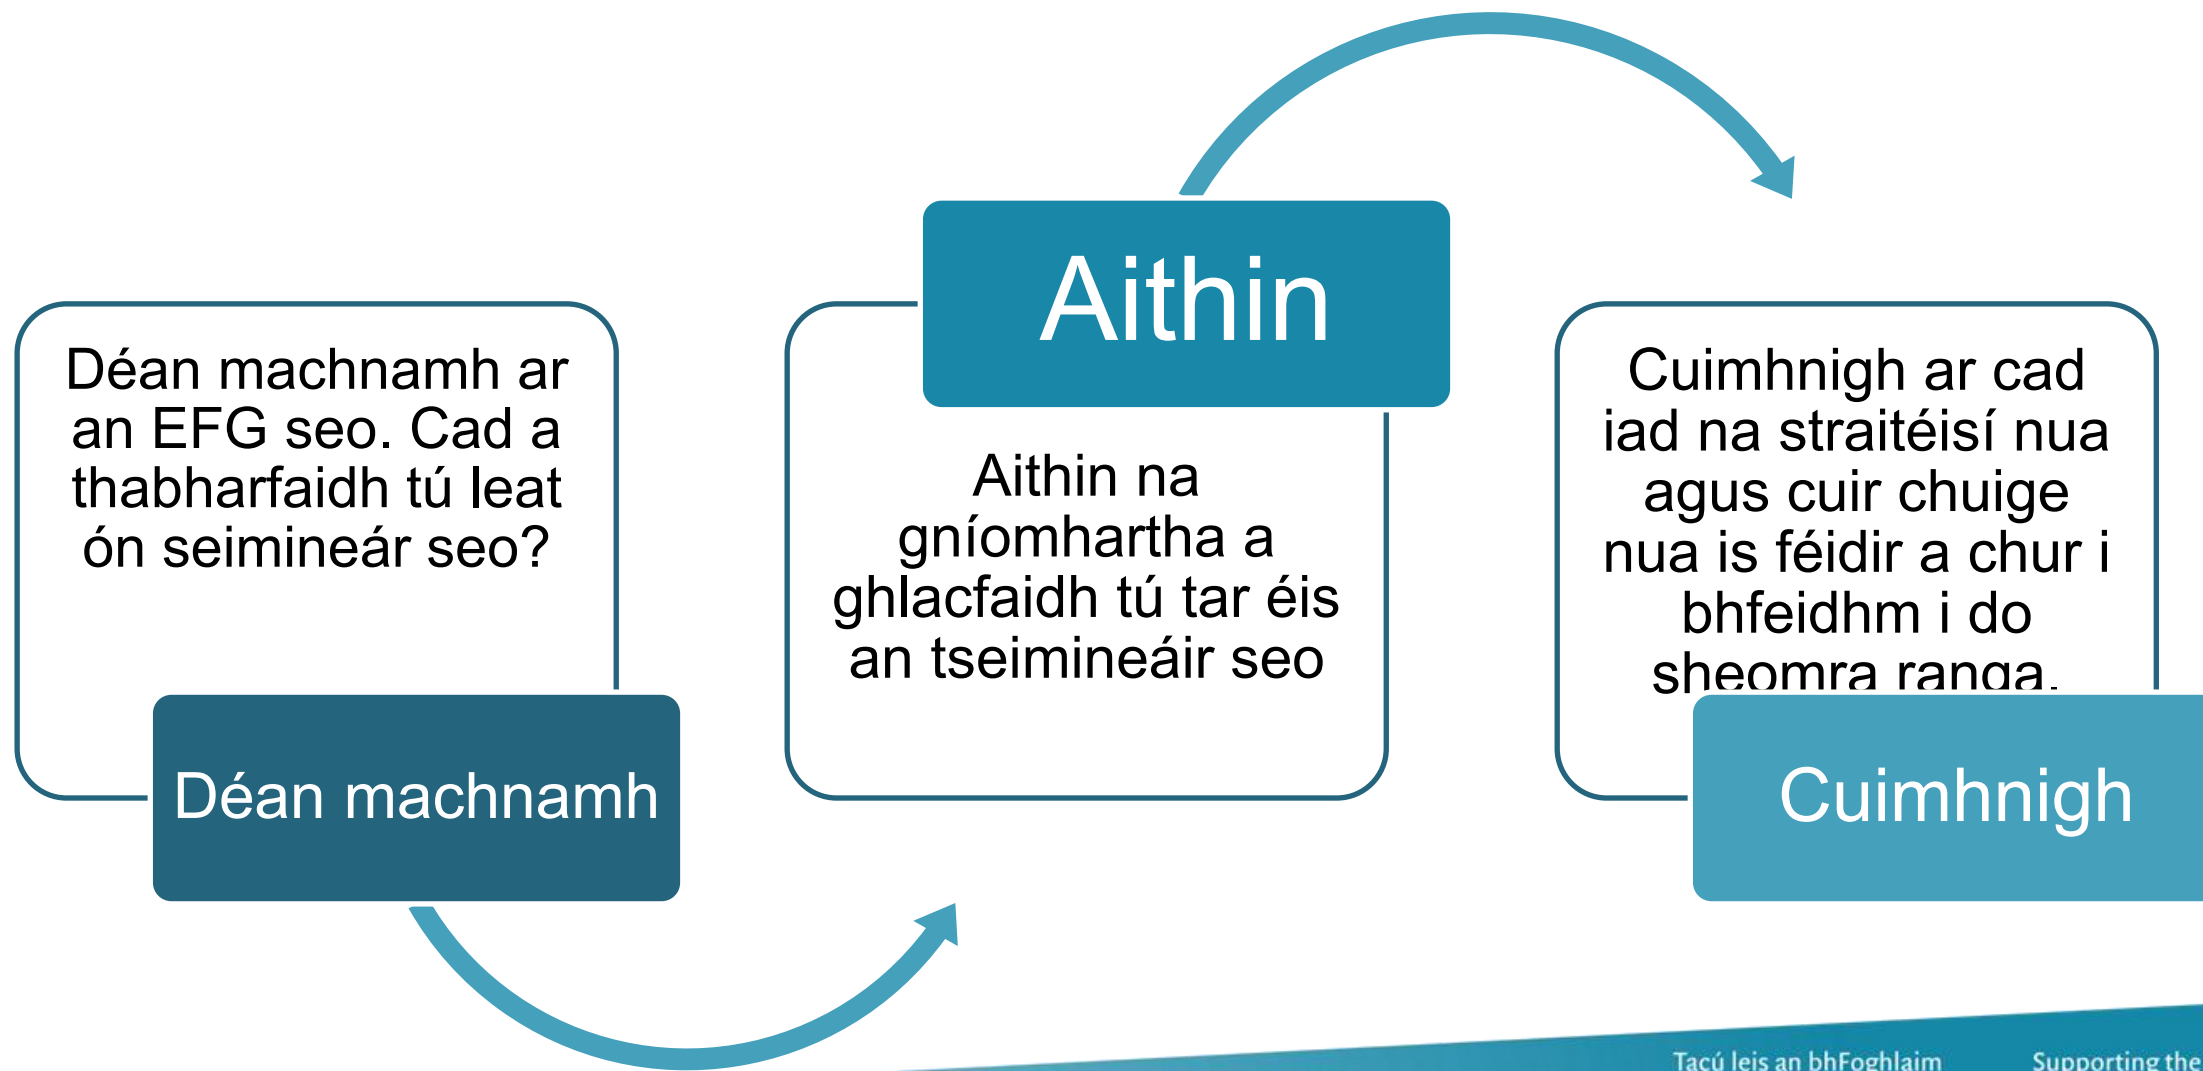 Déan machnamh ar
an EFG seo. Cad a
thabharfaidh tú leat
ón seimineár seo?
Déan machnamh
Aithin
Aithin na
gníomhartha a
ghlacfaidh tú tar éis
an tseimineáir seo
Cuimhnigh ar cad
iad na straitéisí nua
agus cuir chuige
nua is féidir a chur i
bhfeidhm i do
sheomra ranga.
Cuimhnigh
Tacú leis an bhFoghlaim
Supporting the